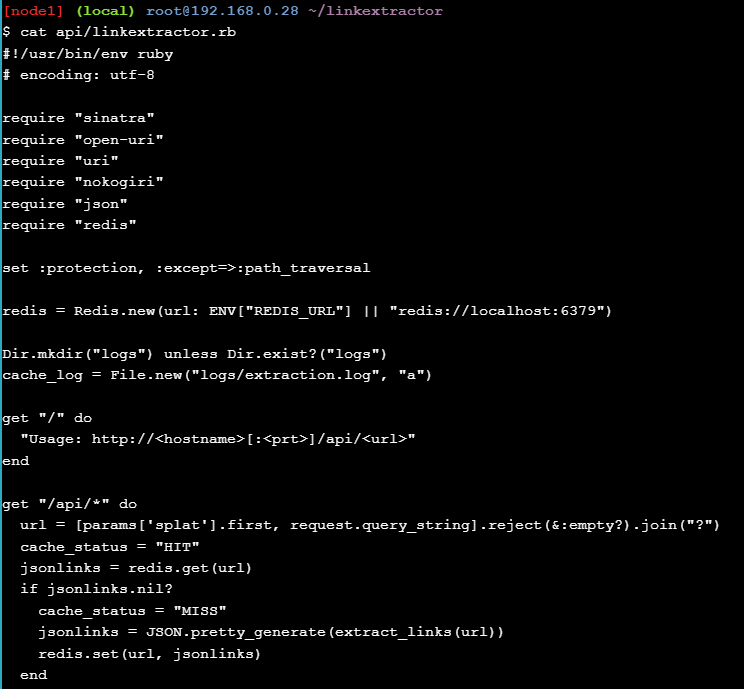 [node1] (local) root@192.168.0.28 ~/linkextractor
$ cat api/linkextractor.rb
#!/usr/bin/env ruby
# encoding: utf-8
require "sinatra"
require "open-uri"
require "uri"
require "nokogiri"
require "json"
require "redis"
set :protection, :except=>:path_traversal
redis = Redis.new(url: ENV["REDIS_URL"] || "redis://localhost:6379")
Dir.mkdir("logs") unless Dir.exist?("logs")
cache_log = File.new("logs/extraction.log", "a")
get "/" do
  "Usage: http://<hostname>[:<prt>]/api/<url>"
end
get "/api/*" do
  url = [params['splat'].first, request.query_string].reject(&:empty?).join("?")
  cache_status = "HIT"
  jsonlinks = redis.get(url)
  if jsonlinks.nil?
    cache_status = "MISS"
    jsonlinks = JSON.pretty_generate(extract_links(url))
    redis.set(url, jsonlinks)
  end